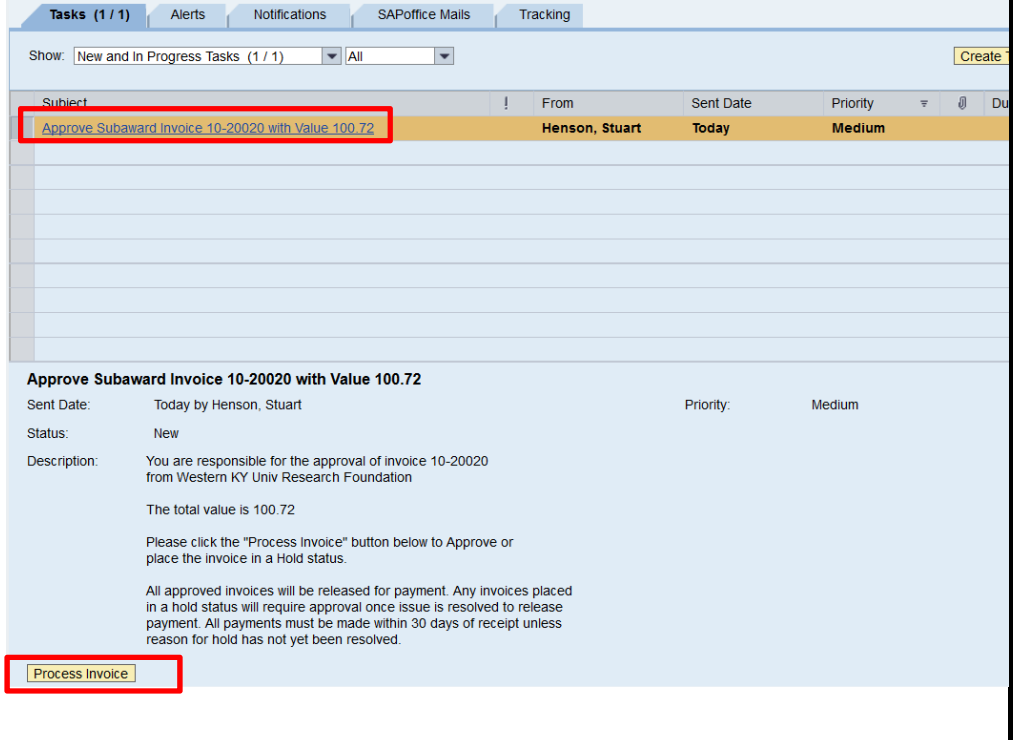 Tasks (1 / 1) Alerts Notifications SAPoffice Mails Tracking
Show: New and In Progress Tasks (1 / 1) All Create
Subject ! From Sent Date Priority Du
Approve Subaward Invoice 10-20020 with Value 100.72 Henson, Stuart Today Medium
Approve Subaward Invoice 10-20020 with Value 100.72
Sent Date: Today by Henson, Stuart Priority: Medium
Status: New
Description: You are responsible for the approval of invoice 10-20020
from Western KY Univ Research Foundation
The total value is 100.72
Please click the "Process Invoice" button below to Approve or
place the invoice in a Hold status.
All approved invoices will be released for payment. Any invoices placed
in a hold status will require approval once issue is resolved to release
payment. All payments must be made within 30 days of receipt unless
reason for hold has not yet been resolved.
Process Invoice